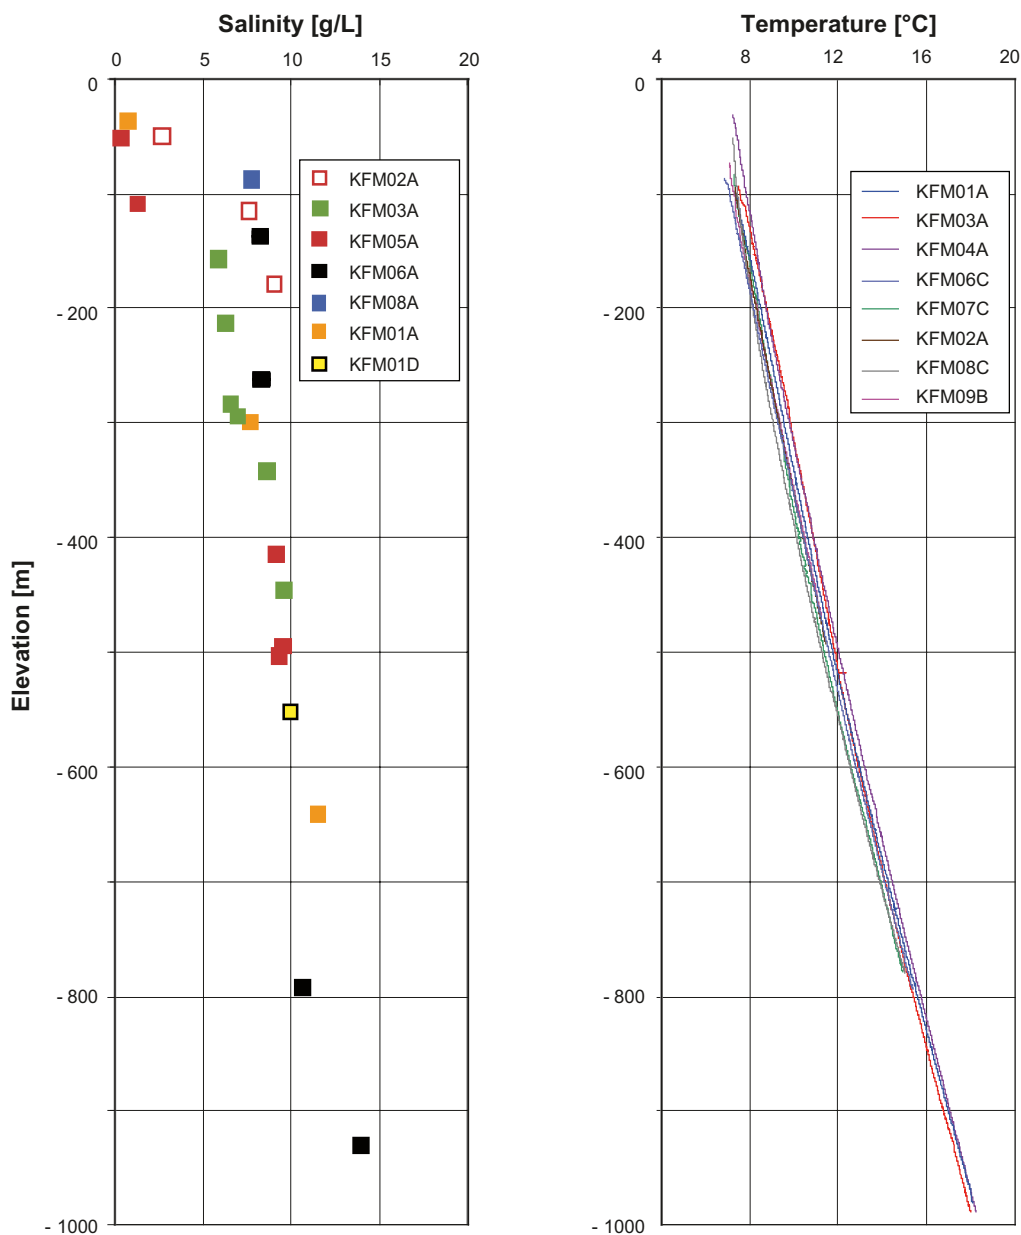 Salinity [g/L]
0 5 10 15 20
0
- 200
- 400
- 600
- 800
- 1000
Elevation [m]
KFM02A
KFM03A
KFM05A
KFM06A
KFM08A
KFM01A
KFM01D
Temperature [°C]
4 8 12 16 20
0
- 200
- 400
- 600
- 800
- 1000
KFM01A
KFM03A
KFM04A
KFM06C
KFM07C
KFM02A
KFM08C
KFM09B